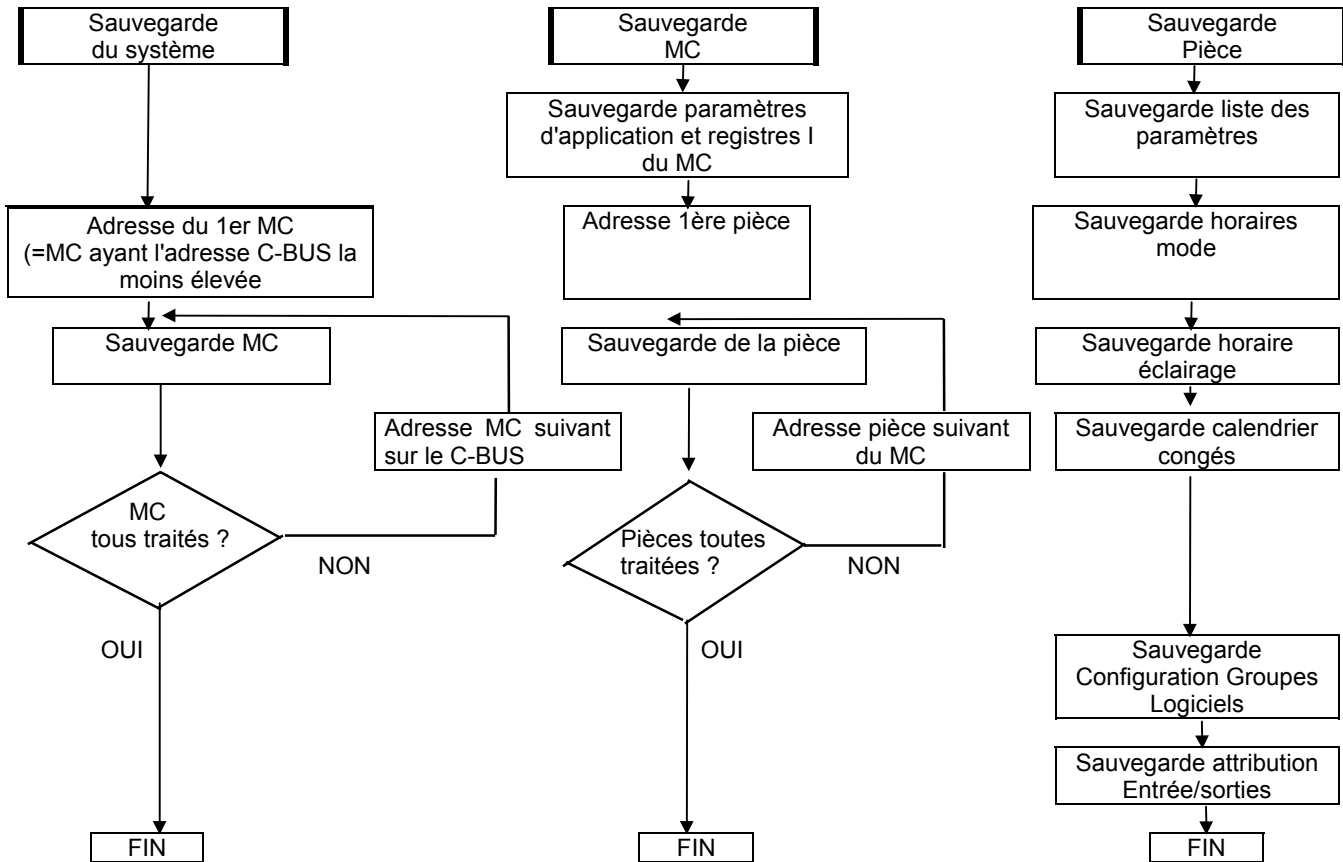 Sauvegarde
du système
Adresse du 1er MC
(=MC ayant l'adresse C-BUS la
moins élevée
Sauvegarde MC
Adresse MC suivant
sur le C-BUS
MC
tous traités ?
NON
OUI
FIN
Sauvegarde
MC
Sauvegarde paramètres
d'application et registres I
du MC
Adresse 1ère pièce
Sauvegarde de la pièce
Adresse pièce suivant
du MC
Pièces toutes
traitées ?
NON
OUI
FIN
Sauvegarde
Pièce
Sauvegarde liste des
paramètres
Sauvegarde horaires
mode
Sauvegarde horaire
éclairage
Sauvegarde calendrier
congés
Sauvegarde
Configuration Groupes
Logiciels
Sauvegarde attribution
Entrée/sorties
FIN